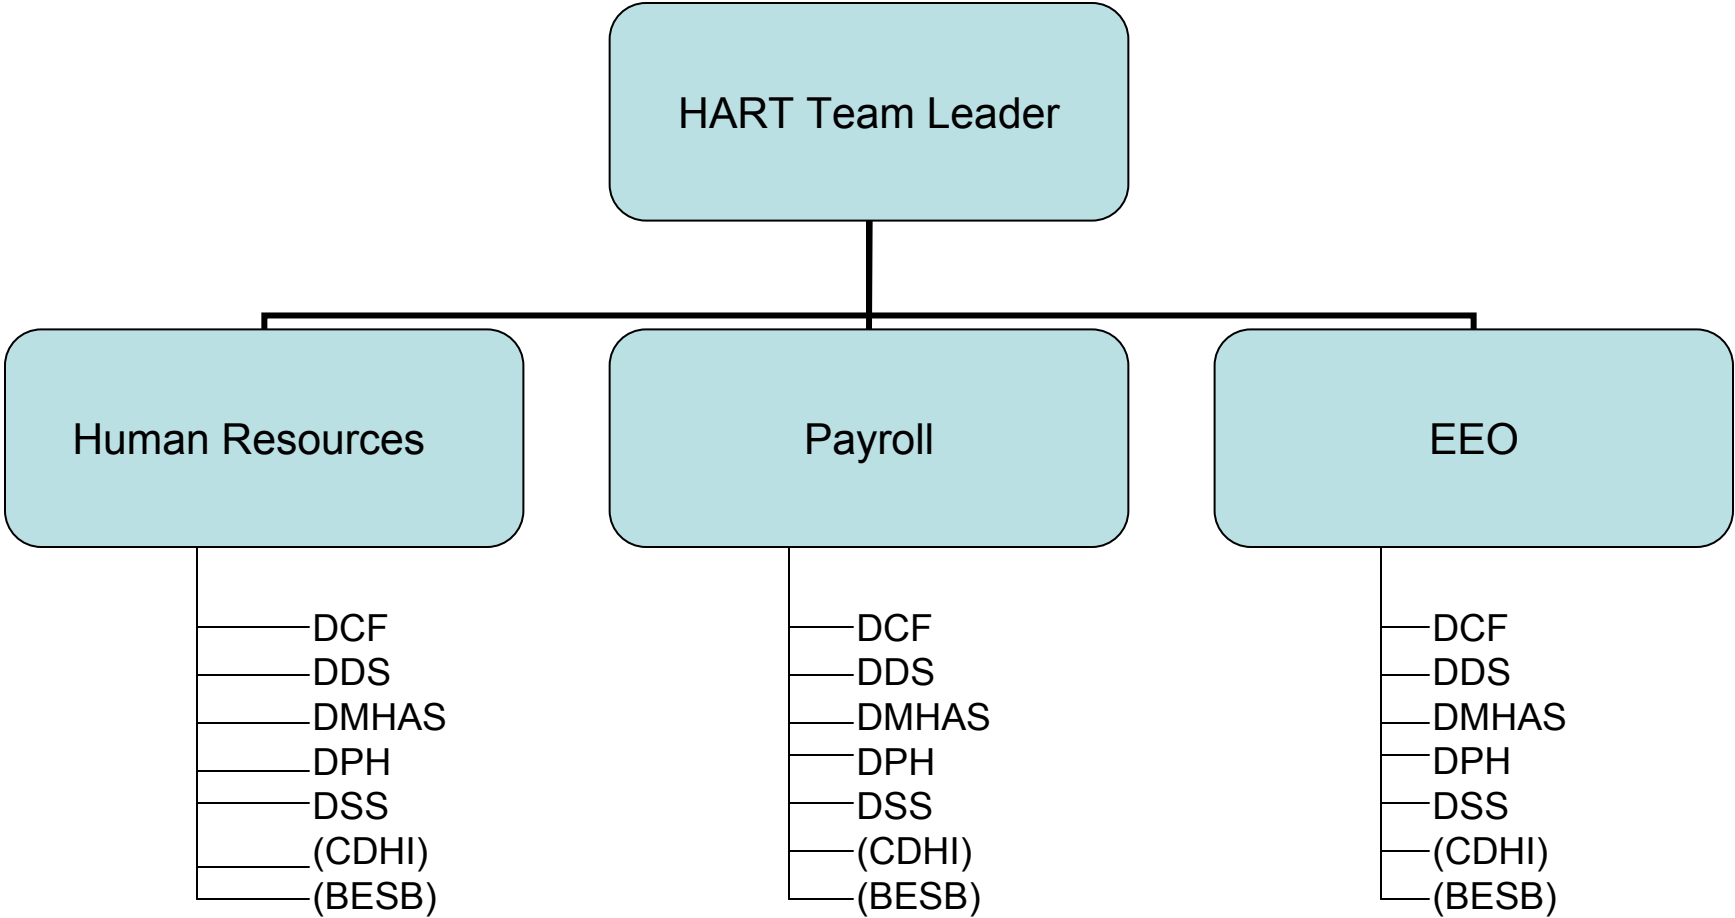 HART Team Leader
Human Resources
Payroll
EEO
DCF
DDS
DMHAS
DPH
DSS
(CDHI)
(BESB)
DCF
DDS
DMHAS
DPH
DSS
(CDHI)
(BESB)
DCF
DDS
DMHAS
DPH
DSS
(CDHI)
(BESB)